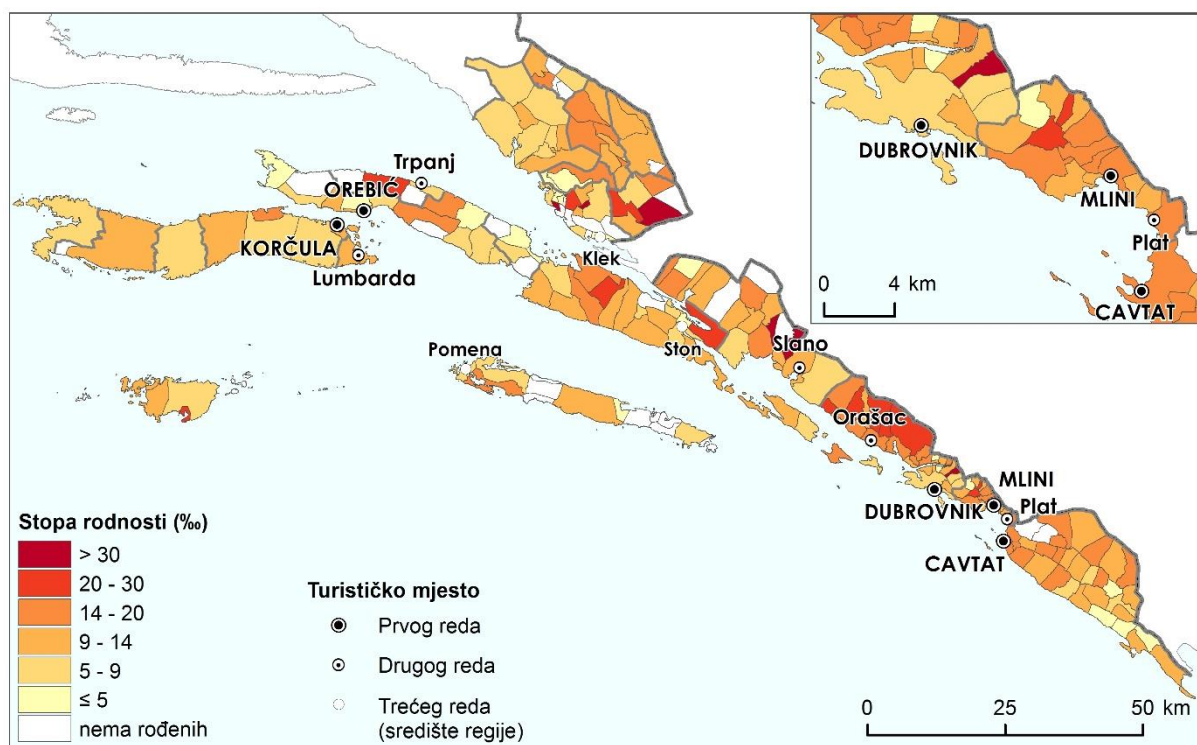 DUBROVNIK
MLINI
Plat
CAVTAT
0 4 KM
Trpanj
OREBIĆ
KORČULA
Lumbarda
Klek
Pomena
Ston
Slano
Orašac
DUBROVNIK
MLINI
Plat
CAVTAT
Stopa rodnosti (‰)
> 30
20 - 30
14 - 20
9 - 14
5 - 9
≤ 5
nema rođenih
Turističko mjesto
Prvog reda
Drugog reda
Trećeg reda
(središte regije)
0 25 50 km